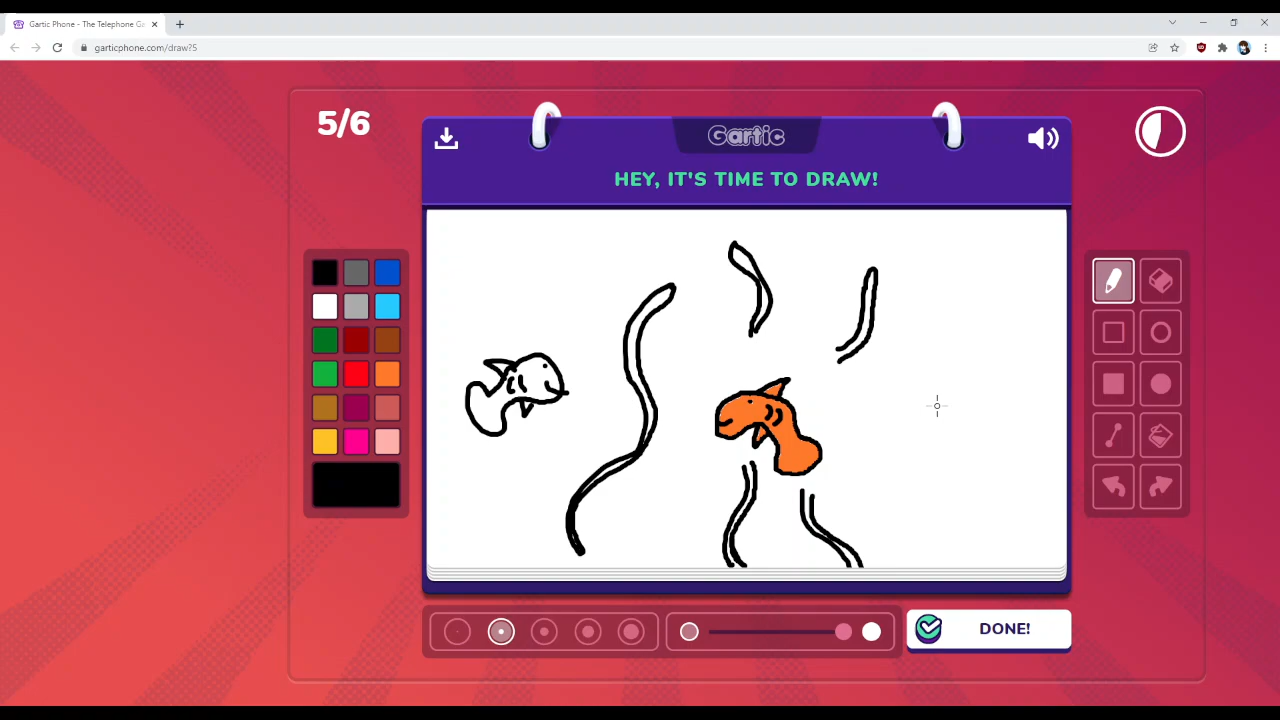 Gartic Phone - The Telephone Ga
garticphone.com/draw?5
5/6
Gartic
HEY, IT'S TIME TO DRAW!
DONE!